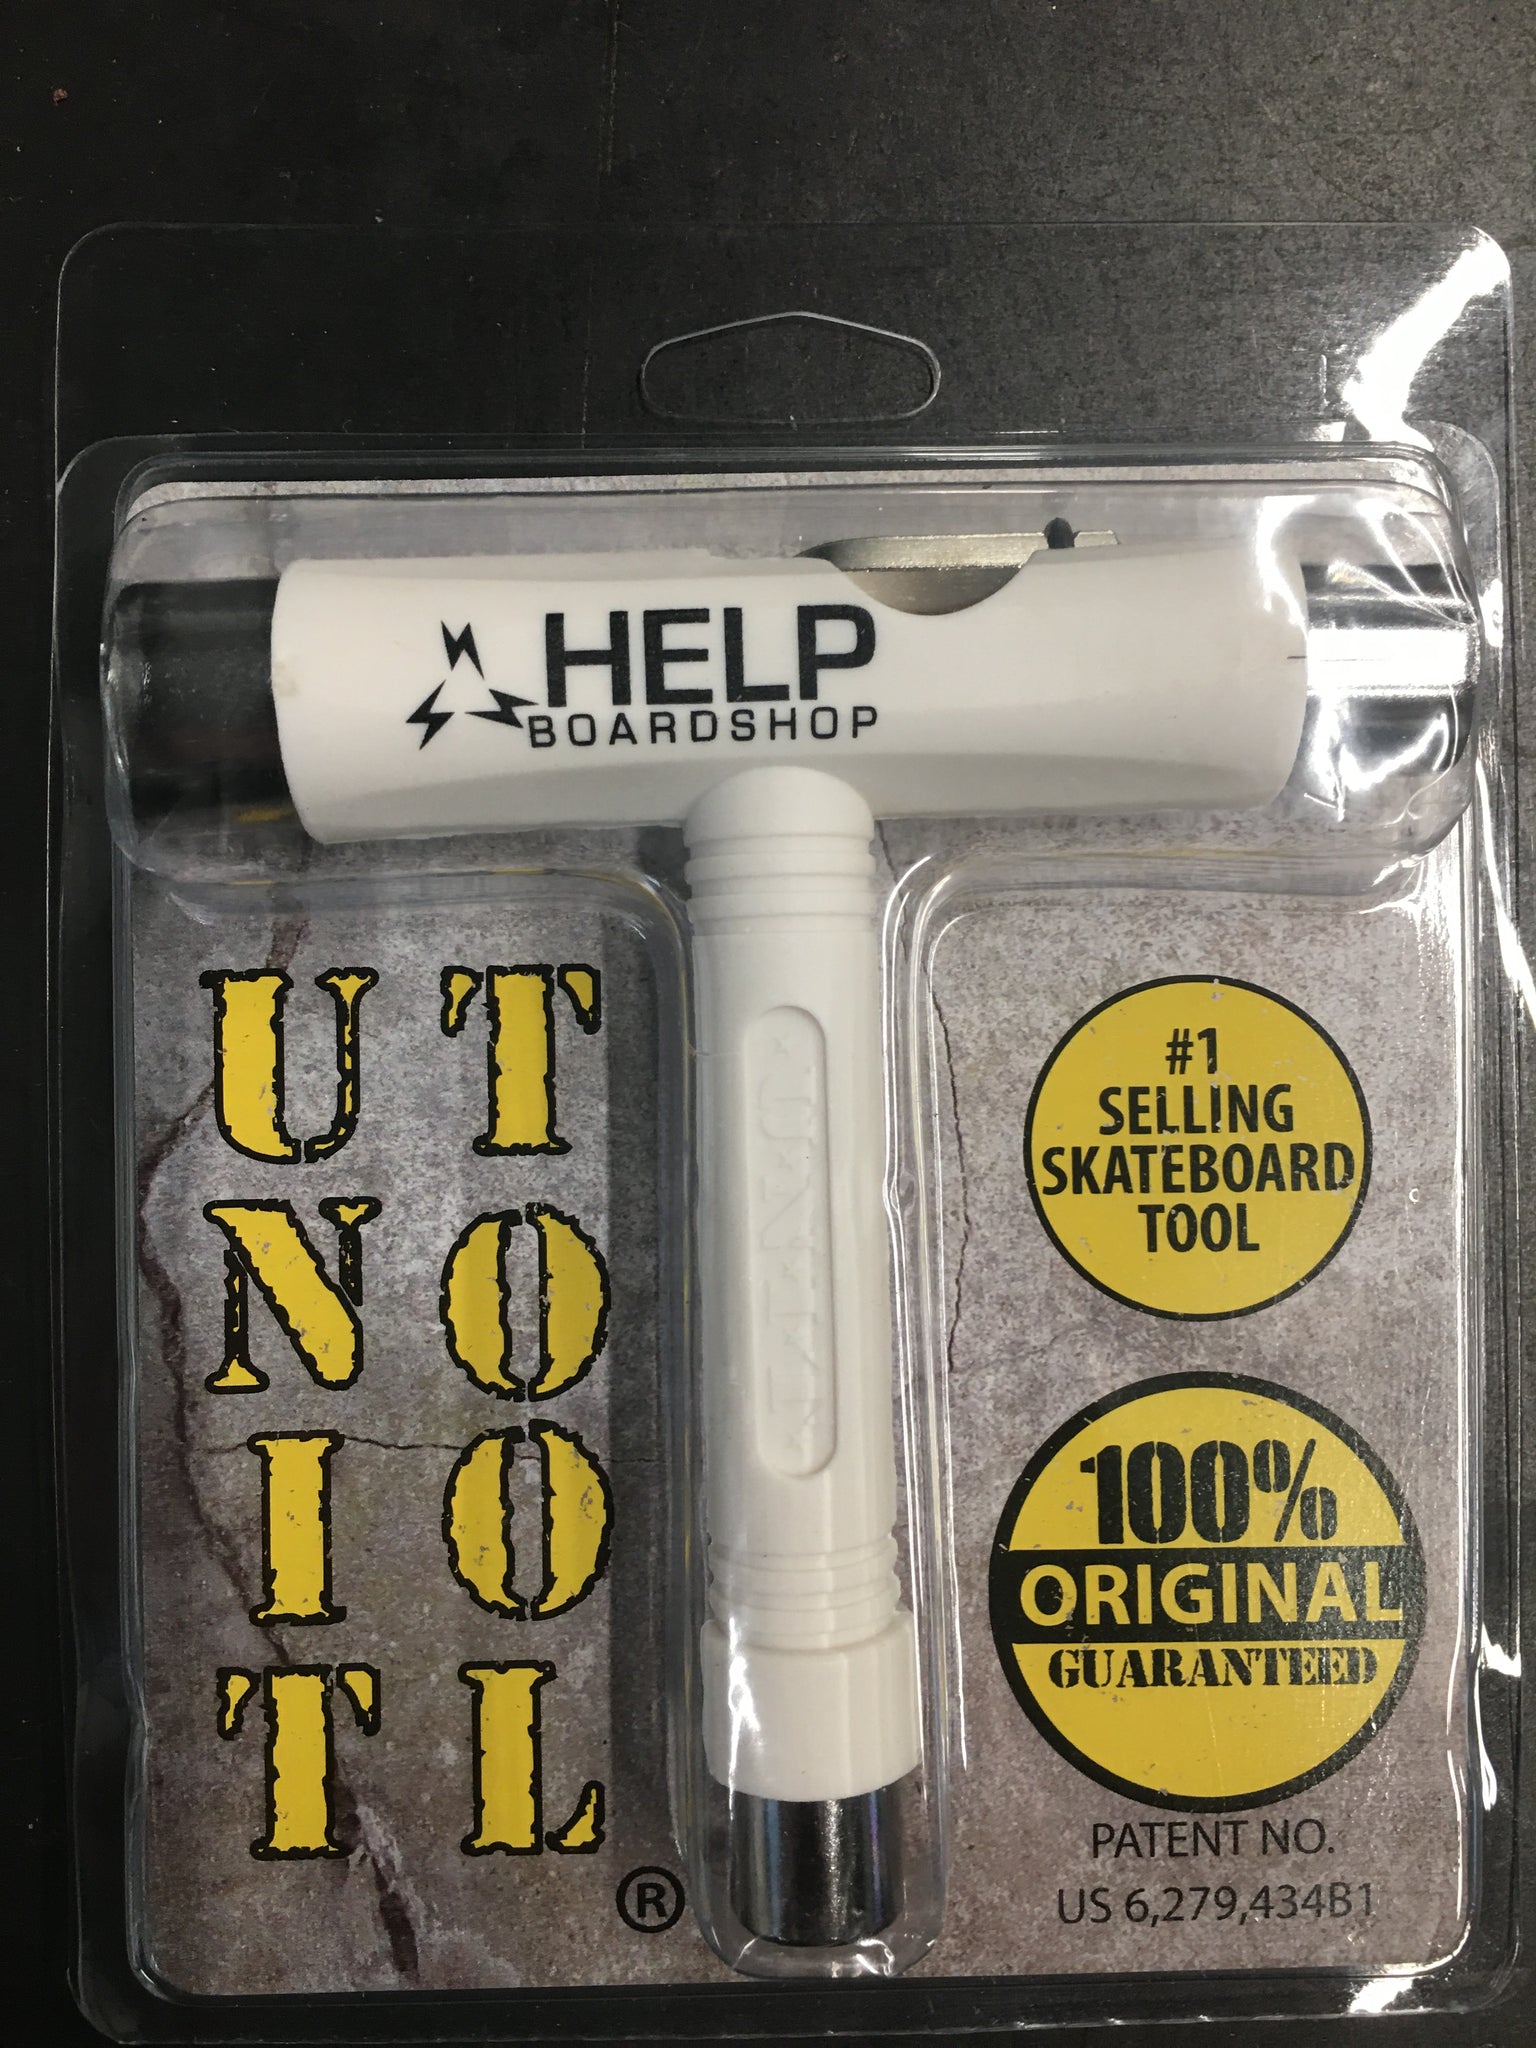 HELP
BOARDSHOP
UNIT
TOOL
®
#1
SELLING
SKATEBOARD
TOOL
100%
ORIGINAL
GUARANTEED
PATENT NO.
US 6,279,434B1